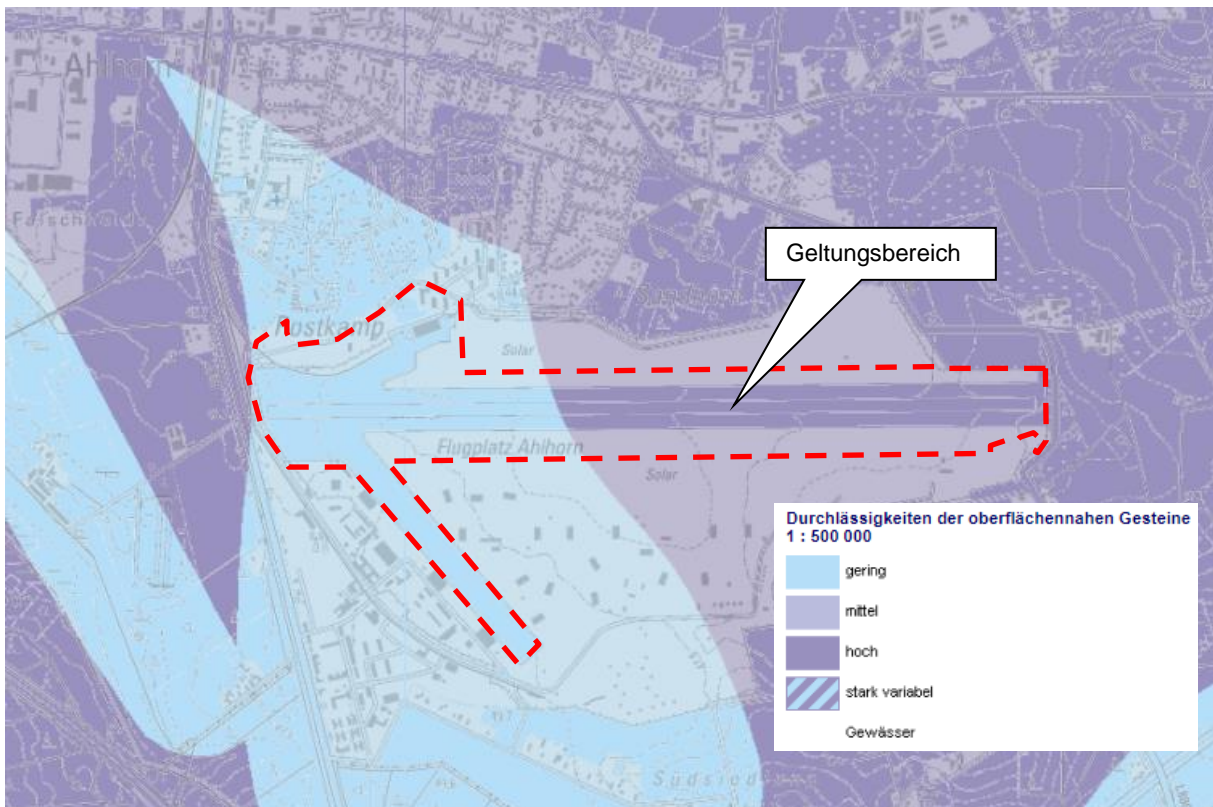 Ahlhorn
Geltungsbereich
Solar
Flugplatz Ahlhorn
Solar
Durchlässigkeiten der oberflächennahen Gesteine
1 : 500 000
gering
mittel
hoch
stark variabel
Gewässer